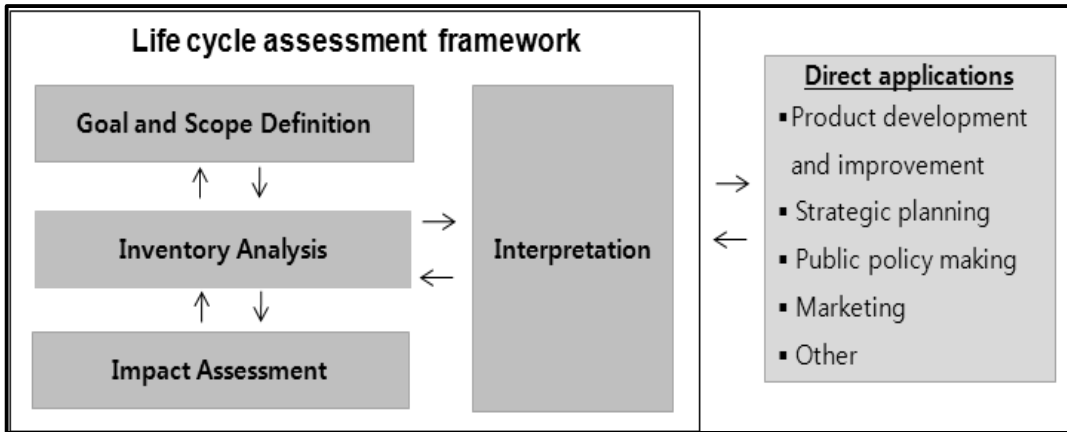 Life cycle assessment framework
Goal and Scope Definition
Inventory Analysis
Impact Assessment
Interpretation
Direct applications
▪Product development
and improvement
▪ Strategic planning
▪ Public policy making
▪ Marketing
▪ Other